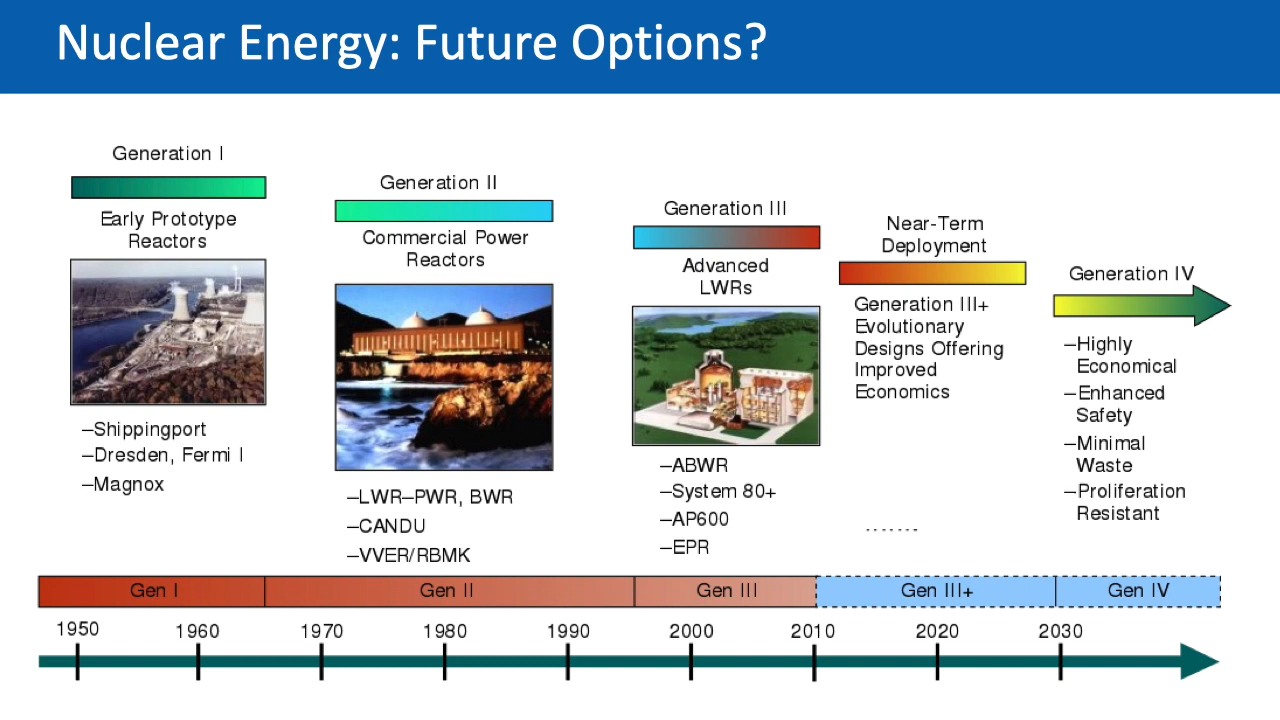 Nuclear Energy: Future Options?
Generation I
Early Prototype
Reactors
–Shippingport
–Dresden, Fermi I
–Magnox
Generation II
Commercial Power
Reactors
–LWR–PWR, BWR
–CANDU
–VVER/RBMK
Generation III
Advanced
LWRs
–ABWR
–System 80+
–AP600
–EPR
Near-Term
Deployment
Generation III+
Evolutionary
Designs Offering
Improved
Economics
-------
Generation IV
–Highly
Economical
–Enhanced
Safety
–Minimal
Waste
–Proliferation
Resistant
Gen I
Gen II
Gen III
Gen III+
Gen IV
1950
1960
1970
1980
1990
2000
2010
2020
2030